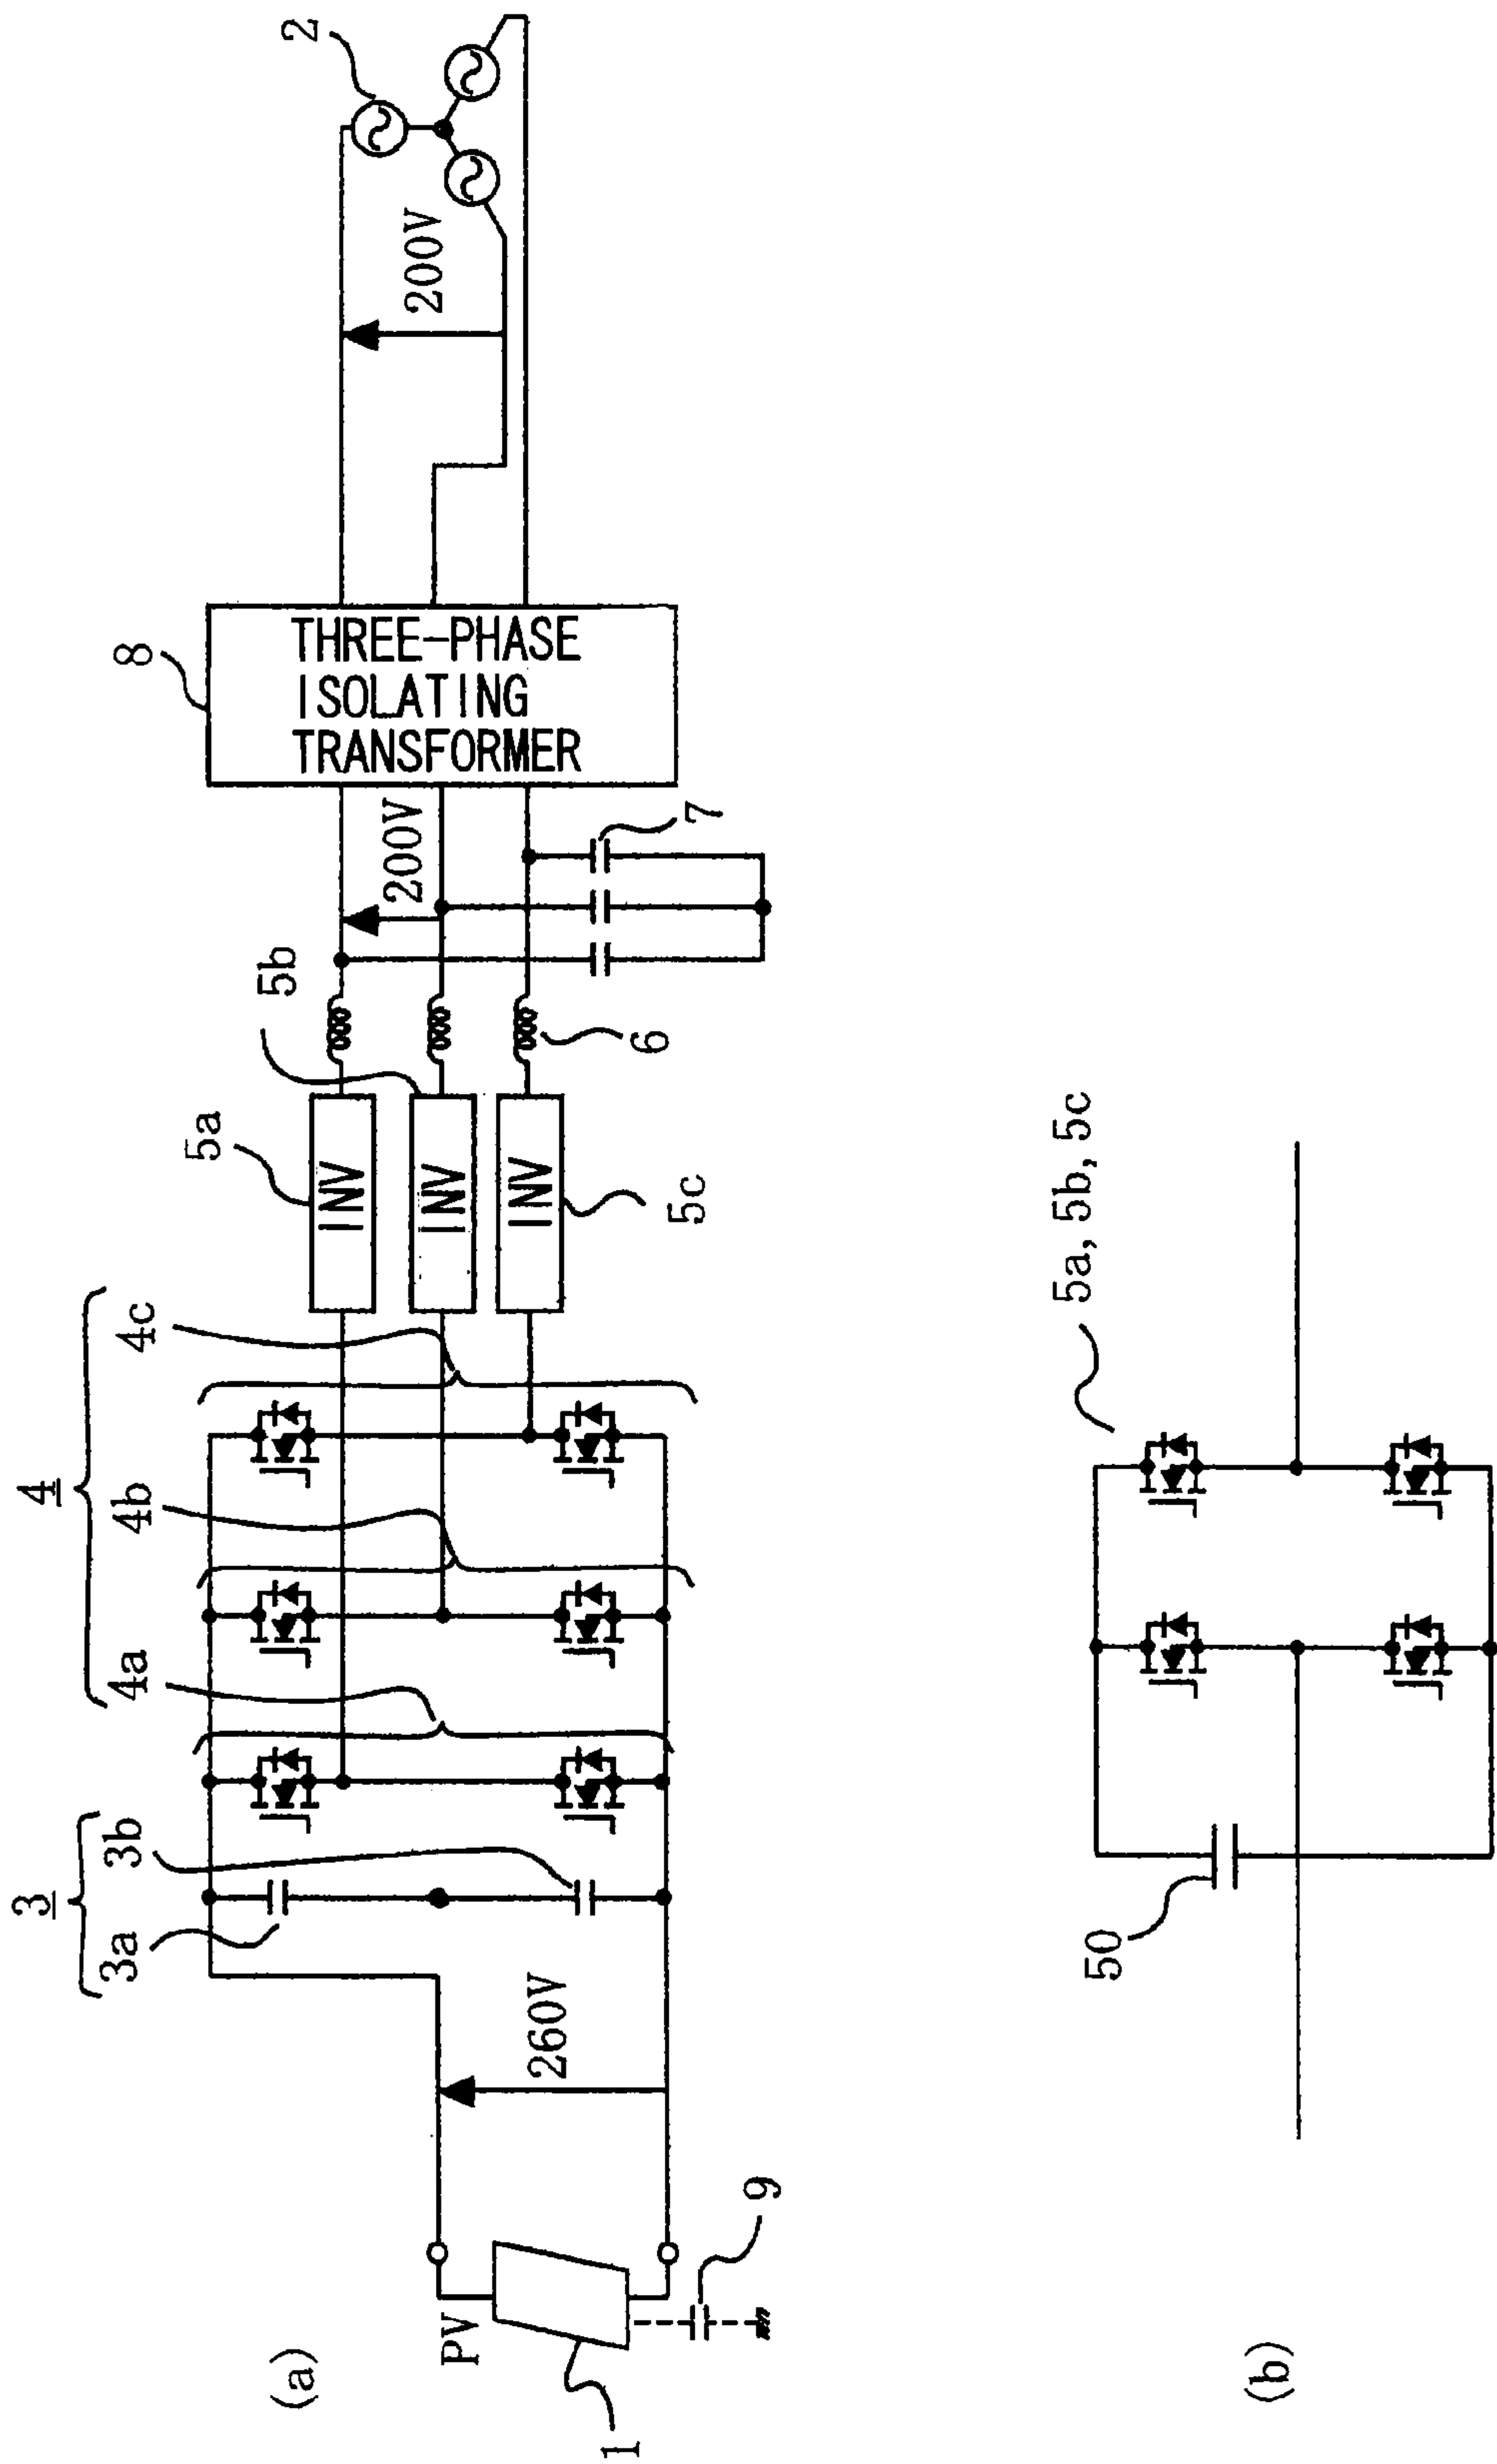 (a)
3
4
3a
3b
4a
4b
4c
5a
5b
8
2
PV
1
9
260V
INV
INV
INV
5c
6
200V
7
THREE-PHASE
ISOLATING
TRANSFORMER
200V
(b)
50
5a, 5b, 5c